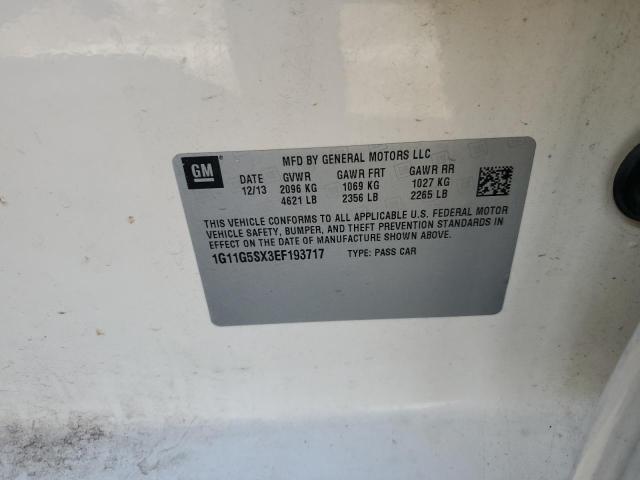 GM
MFD BY GENERAL MOTORS LLC
DATE GVWR GAWR FRT GAWR RR
12/13 2096 KG 1069 KG 1027 KG
4621 LB 2356 LB 2265 LB
THIS VEHICLE CONFORMS TO ALL APPLICABLE U.S. FEDERAL MOTOR
VEHICLE SAFETY, BUMPER, AND THEFT PREVENTION STANDARDS IN
EFFECT ON THE DATE OF MANUFACTURE SHOWN ABOVE.
1G11G5SX3EF193717 TYPE: PASS CAR